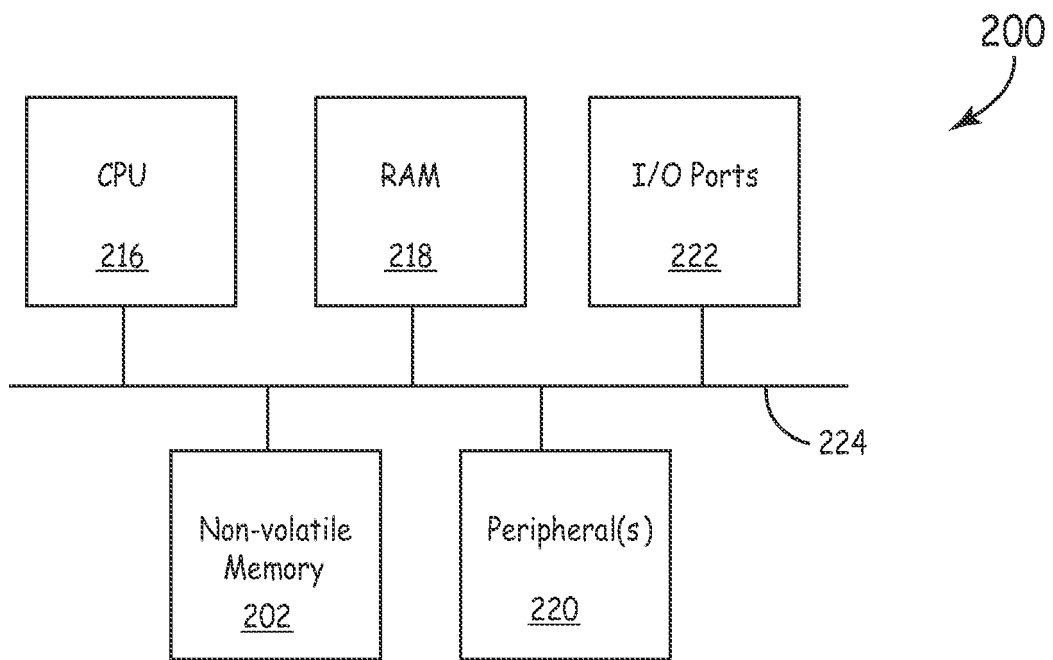 200
CPU
216
RAM
218
I/O Ports
222
224
Non-volatile
Memory
202
Peripheral(s)
220